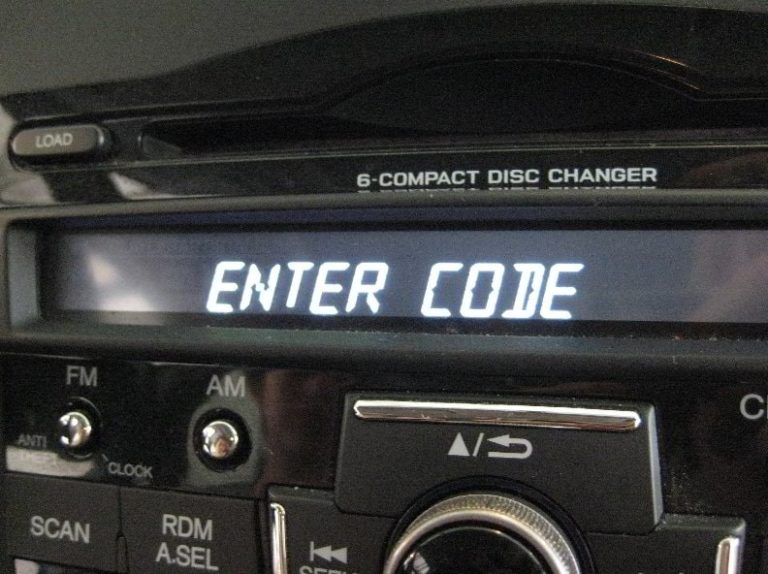 LOAD
6-COMPACT DISC CHANGER
ENTER CODE
FM
AM
ANTI
CLOCK
SCAN
RDM
A.SEL